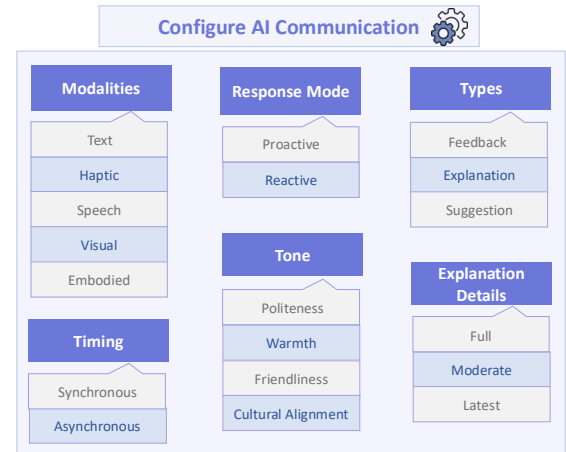 Configure AI Communication
Modalities
Text
Haptic
Speech
Visual
Embodied
Timing
Synchronous
Asynchronous
Response Mode
Proactive
Reactive
Tone
Politeness
Warmth
Friendliness
Cultural Alignment
Types
Feedback
Explanation
Suggestion
Explanation
Details
Full
Moderate
Latest